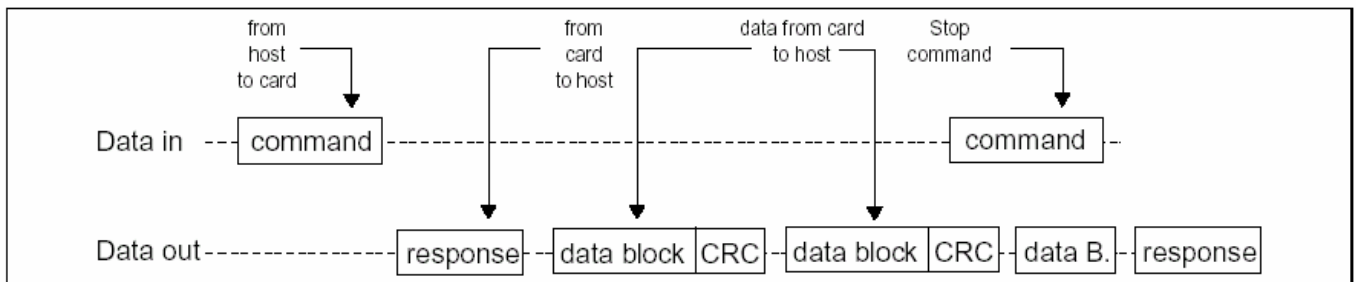 from
host
to card
from
card
to host
data from card
to host
Stop
command
Data in
command
command
Data out
response
data block
CRC
data block
CRC
data B.
response